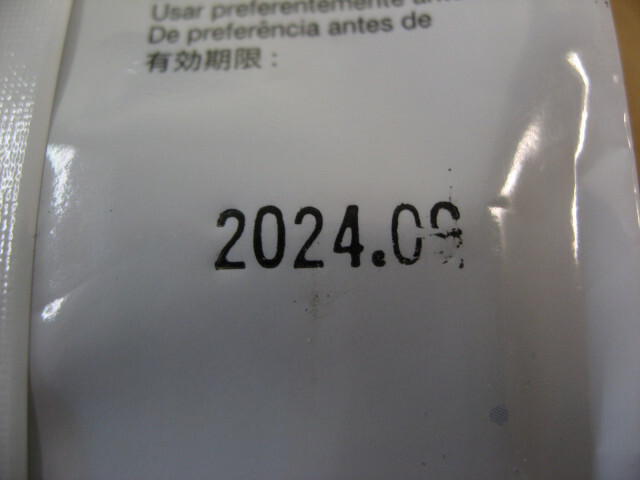 Usar preferentemente
De preferência antes de
有効期限：
2024.0